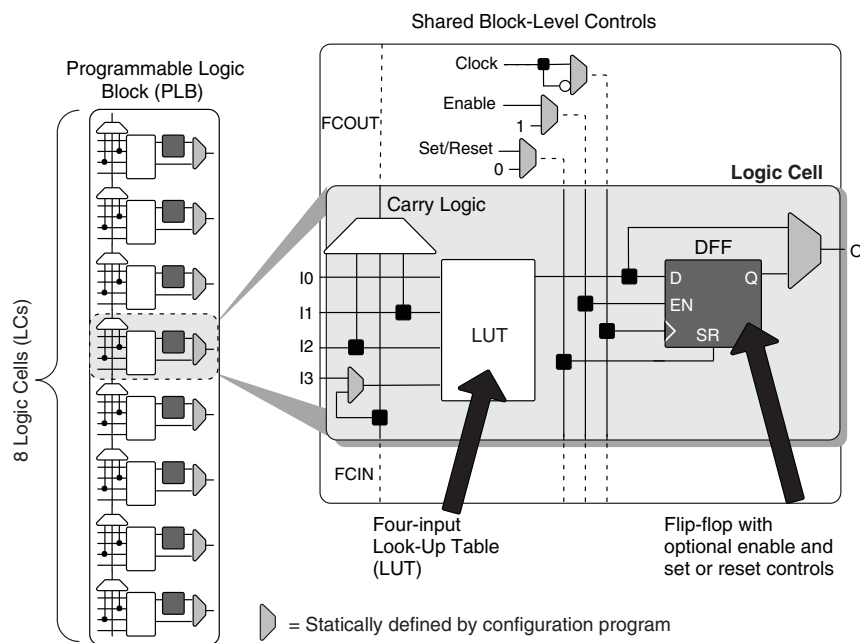 Shared Block-Level Controls
Programmable Logic
Block (PLB)
Clock
Enable
1
FCOUT
Set/Reset
0
Logic Cell
Carry Logic
DFF
O
I0
D
Q
I1
EN
LUT
I2
SR
I3
8 Logic Cells (LCs)
FCIN
Four-input
Look-Up Table
(LUT)
Flip-flop with
optional enable and
set or reset controls
= Statically defined by configuration program